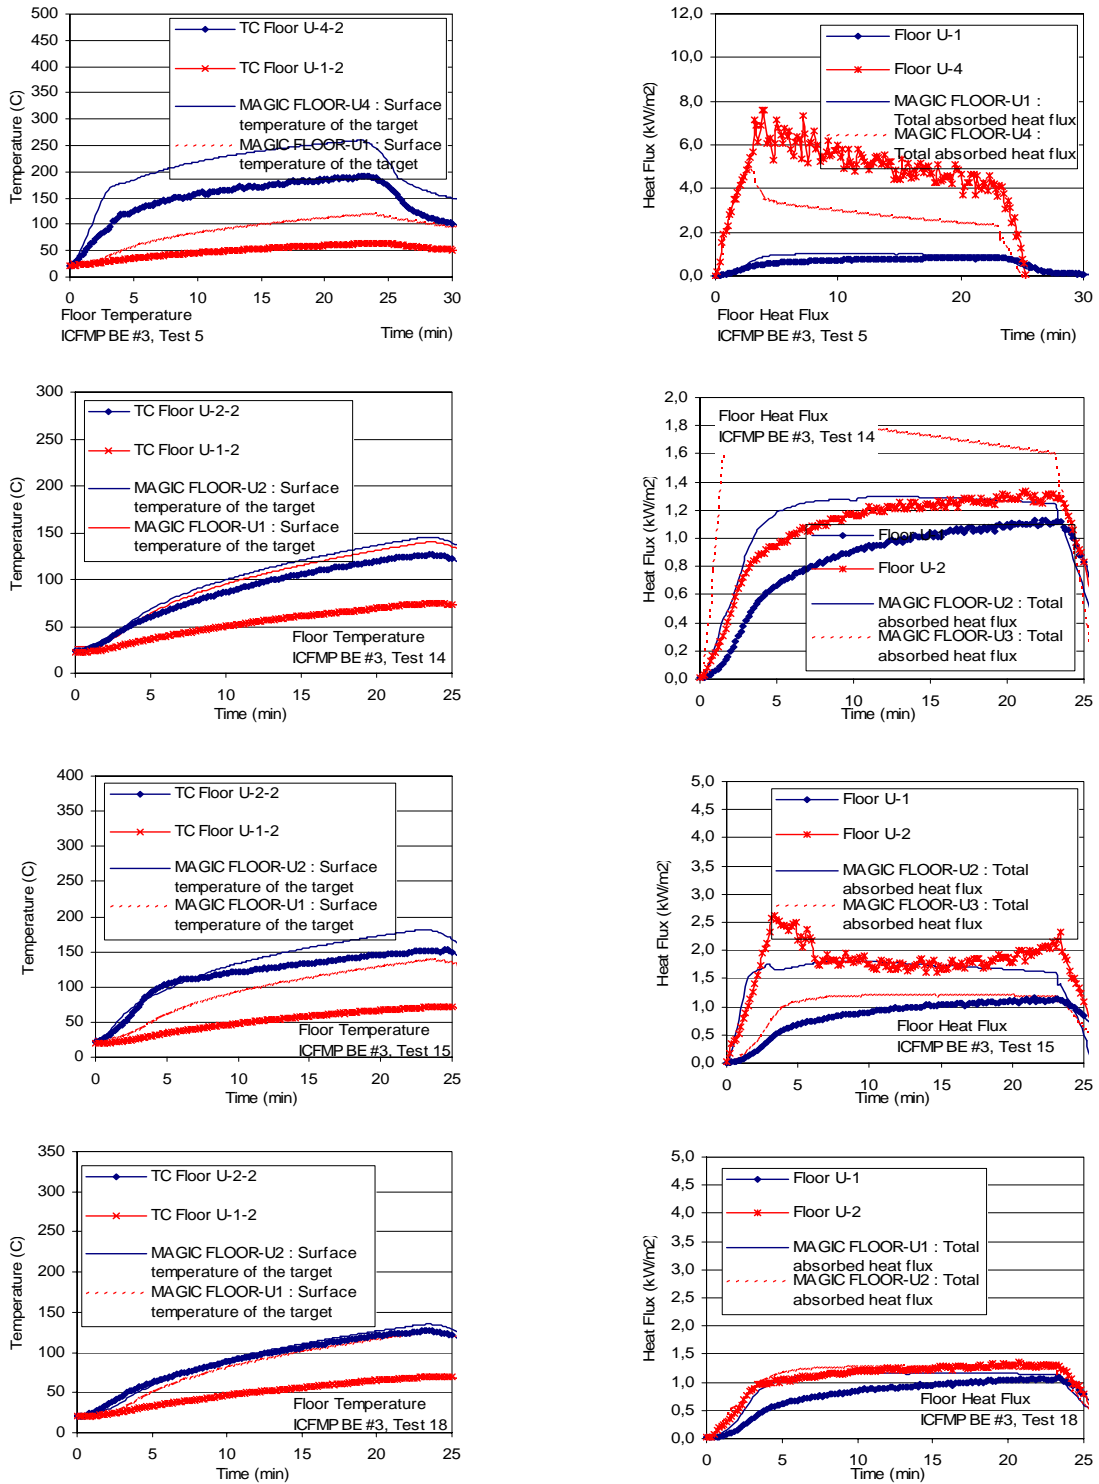 500
450
400
350
300
250
200
150
100
50
0
Temperature (C)
TC Floor U-4-2
TC Floor U-1-2
MAGIC FLOOR-U4 : Surface
temperature of the target
MAGIC FLOOR-U1 : Surface
temperature of the target
0 5 10 15 20 25 30
Floor Temperature
ICFMP BE #3, Test 5
Time (min)
12,0
10,0
8,0
6,0
4,0
2,0
0,0
Heat Flux (kW/m2)
Floor U-1
Floor U-4
MAGIC FLOOR-U1 :
Total absorbed heat flux
MAGIC FLOOR-U4 :
Total absorbed heat flux
0 10 20 30
Floor Heat Flux
ICFMP BE #3, Test 5
Time (min)
300
250
200
150
100
50
0
Temperature (C)
TC Floor U-2-2
TC Floor U-1-2
MAGIC FLOOR-U2 : Surface
temperature of the target
MAGIC FLOOR-U1 : Surface
temperature of the target
Floor Temperature
ICFMP BE #3, Test 14
0 5 10 15 20 25
Time (min)
2,0
1,8
1,6
1,4
1,2
1,0
0,8
0,6
0,4
0,2
0,0
Heat Flux (kW/m2)
Floor Heat Flux
ICFMP BE #3, Test 14
Floor
Floor U-2
MAGIC FLOOR-U2 : Total
absorbed heat flux
MAGIC FLOOR-U3 : Total
absorbed heat flux
0 5 10 15 20 25
Time (min)
400
350
300
250
200
150
100
50
0
Temperature (C)
TC Floor U-2-2
TC Floor U-1-2
MAGIC FLOOR-U2 : Surface
temperature of the target
MAGIC FLOOR-U1 : Surface
temperature of the target
Floor Temperature
ICFMP BE #3, Test 15
0 5 10 15 20 25
Time (min)
5,0
4,5
4,0
3,5
3,0
2,5
2,0
1,5
1,0
0,5
0,0
Heat Flux (kW/m2)
Floor U-1
Floor U-2
MAGIC FLOOR-U2 : Total
absorbed heat flux
MAGIC FLOOR-U3 : Total
absorbed heat flux
Floor Heat Flux
ICFMP BE #3, Test 15
0 5 10 15 20 25
Time (min)
350
300
250
200
150
100
50
0
Temperature (C)
TC Floor U-2-2
TC Floor U-1-2
MAGIC FLOOR-U2 : Surface
temperature of the target
MAGIC FLOOR-U1 : Surface
temperature of the target
Floor Temperature
ICFMP BE #3, Test 18
0 5 10 15 20 25
Time (min)
5,0
4,5
4,0
3,5
3,0
2,5
2,0
1,5
1,0
0,5
0,0
Heat Flux (kW/m2)
Floor U-1
Floor U-2
MAGIC FLOOR-U1 : Total
absorbed heat flux
MAGIC FLOOR-U2 : Total
absorbed heat flux
Floor Heat Flux
ICFMP BE #3, Test 18
0 5 10 15 20 25
Time (min)